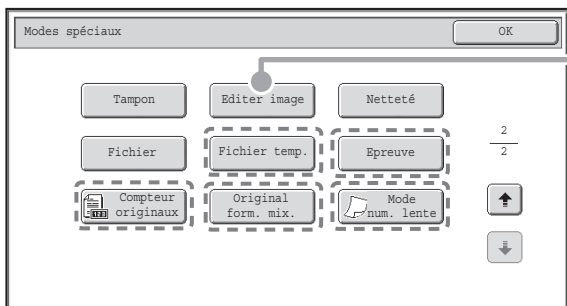 Modes spéciaux
OK
Tampon
Editer image
Netteté
Fichier
Fichier temp.
Epreuve
2
2
Compteur
originaux
123
Original
form. mix.
Mode
num. lente